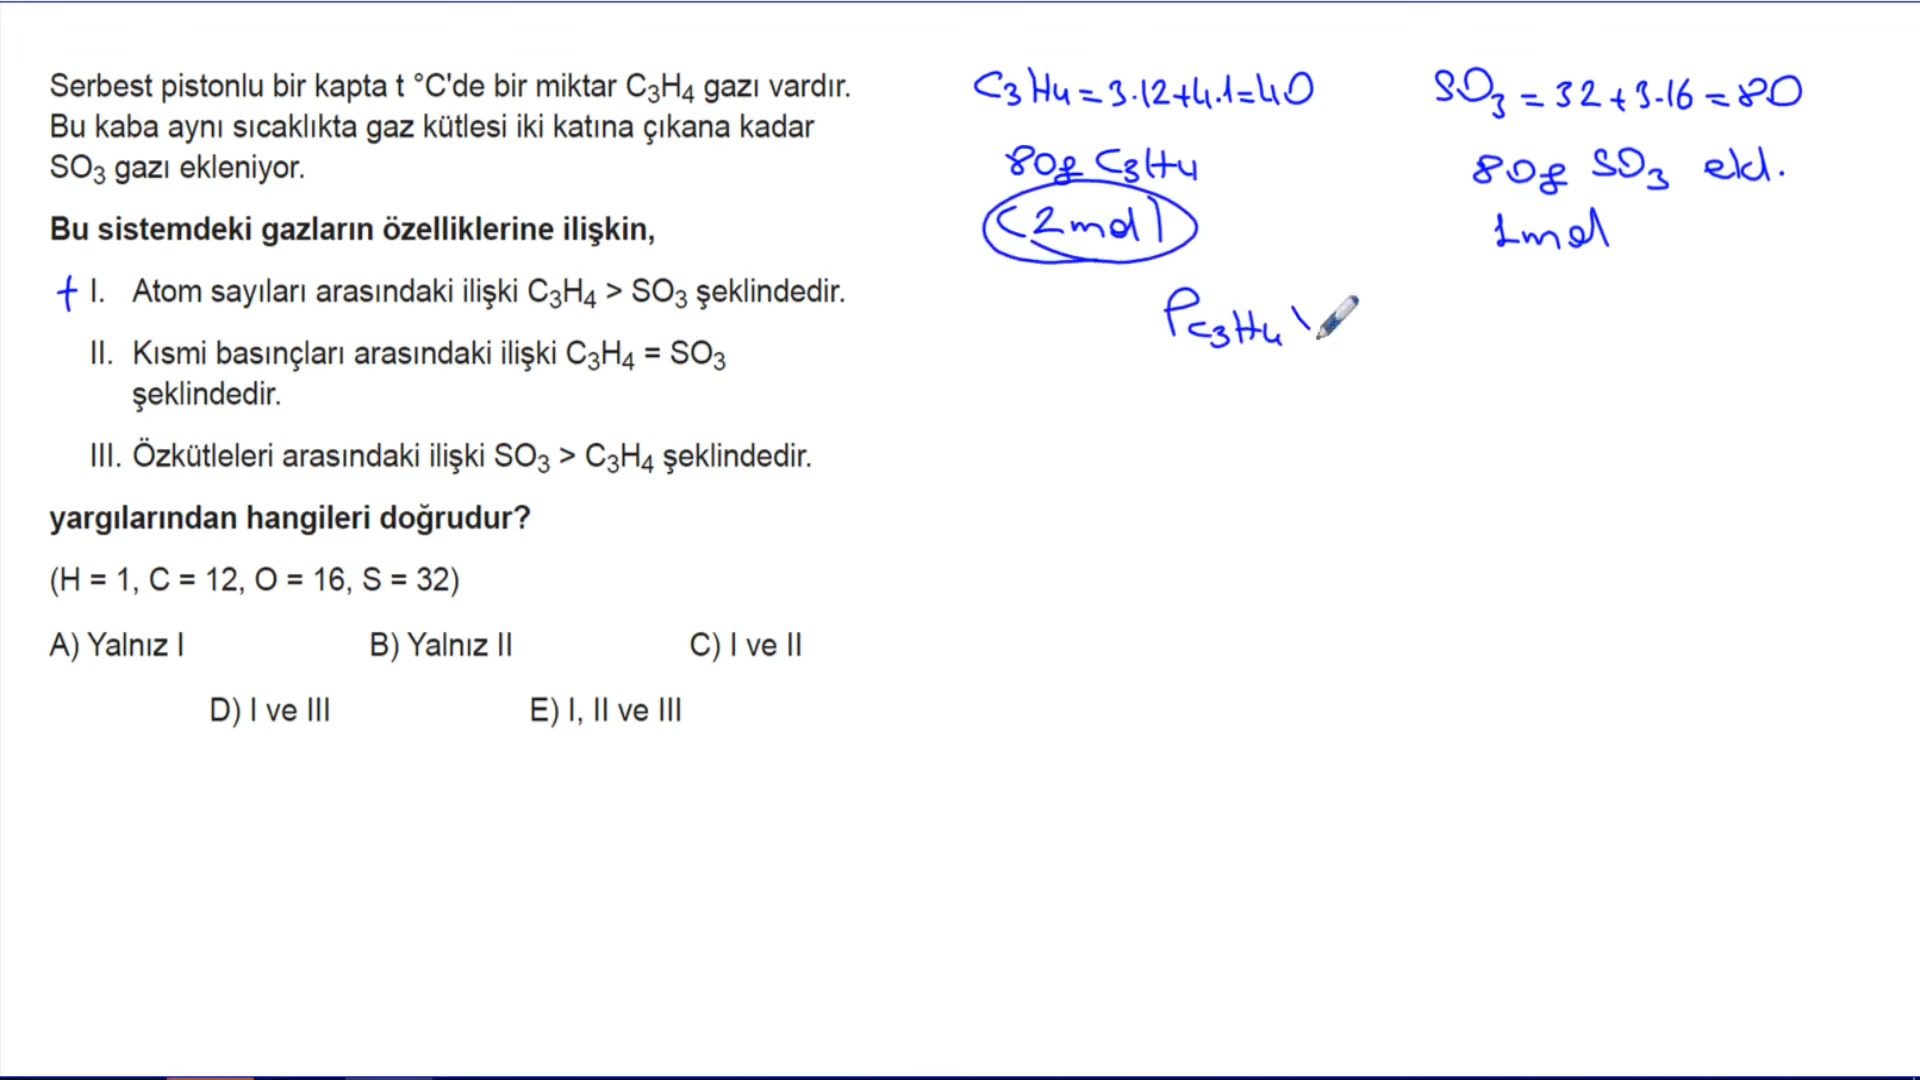 Serbest pistonlu bir kapta t °C'de bir miktar C₃H₄ gazı vardır.
Bu kaba aynı sıcaklıkta gaz kütlesi iki katına çıkana kadar
SO₃ gazı ekleniyor.
Bu sistemdeki gazların özelliklerine ilişkin,
+ I. Atom sayıları arasındaki ilişki C₃H₄ > SO₃ şeklindedir.
II. Kısmi basınçları arasındaki ilişki C₃H₄ = SO₃
şeklindedir.
III. Özkütleleri arasındaki ilişki SO₃ > C₃H₄ şeklindedir.
yargılarından hangileri doğrudur?
(H = 1, C = 12, O = 16, S = 32)
A) Yalnız I
B) Yalnız II
C) I ve II
D) I ve III
E) I, II ve III
C₃H₄ = 3.12+4.1=40
80g C₃H₄
(2mol)
SO₃ = 32+3.16=80
80g SO₃ ekl.
1mol
P C₃H₄ \